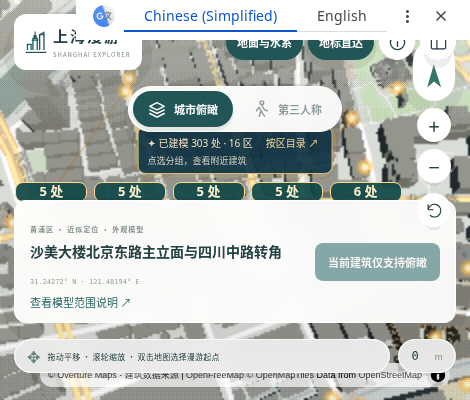 Chinese (Simplified) English
上海漫游
SHANGHAI EXPLORER
地面与水系 地标直达
城市俯瞰 第三人称
✦ 已建模 303 处 · 16 区 按区目录 ↗
点选分组，查看附近建筑
5 处 5 处 5 处 5 处 6 处
黄浦区 · 近似定位 · 外观模型
沙美大楼北京东路主立面与四川中路转角
当前建筑仅支持俯瞰
31.24272° N · 121.48194° E
查看模型范围说明 ↗
拖动平移 · 滚轮缩放 · 双击地图选择漫游起点
0 m
© Overture Maps · 建筑数据来源 | OpenFreeMap © OpenMapTiles Data from OpenStreetMap